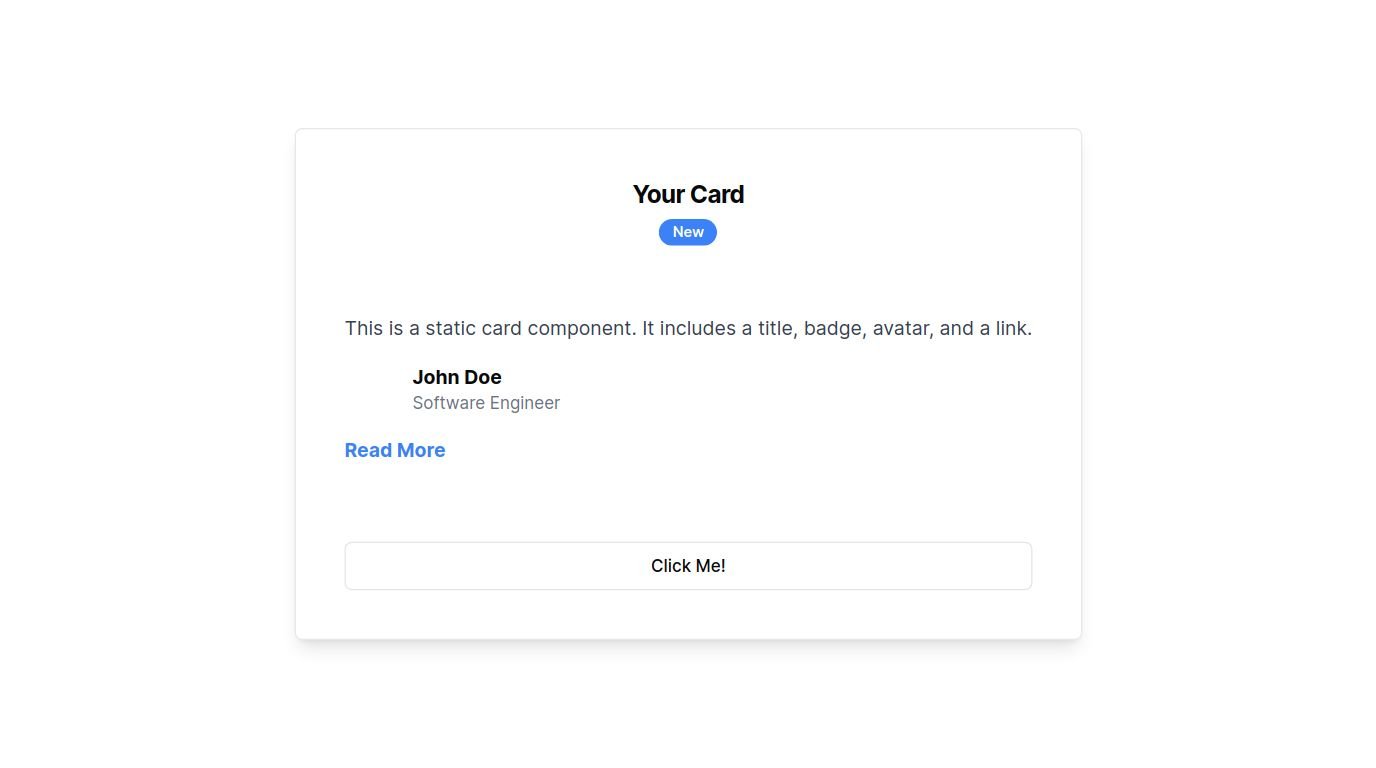 Your Card
New
This is a static card component. It includes a title, badge, avatar, and a link.
John Doe
Software Engineer
Read More
Click Me!